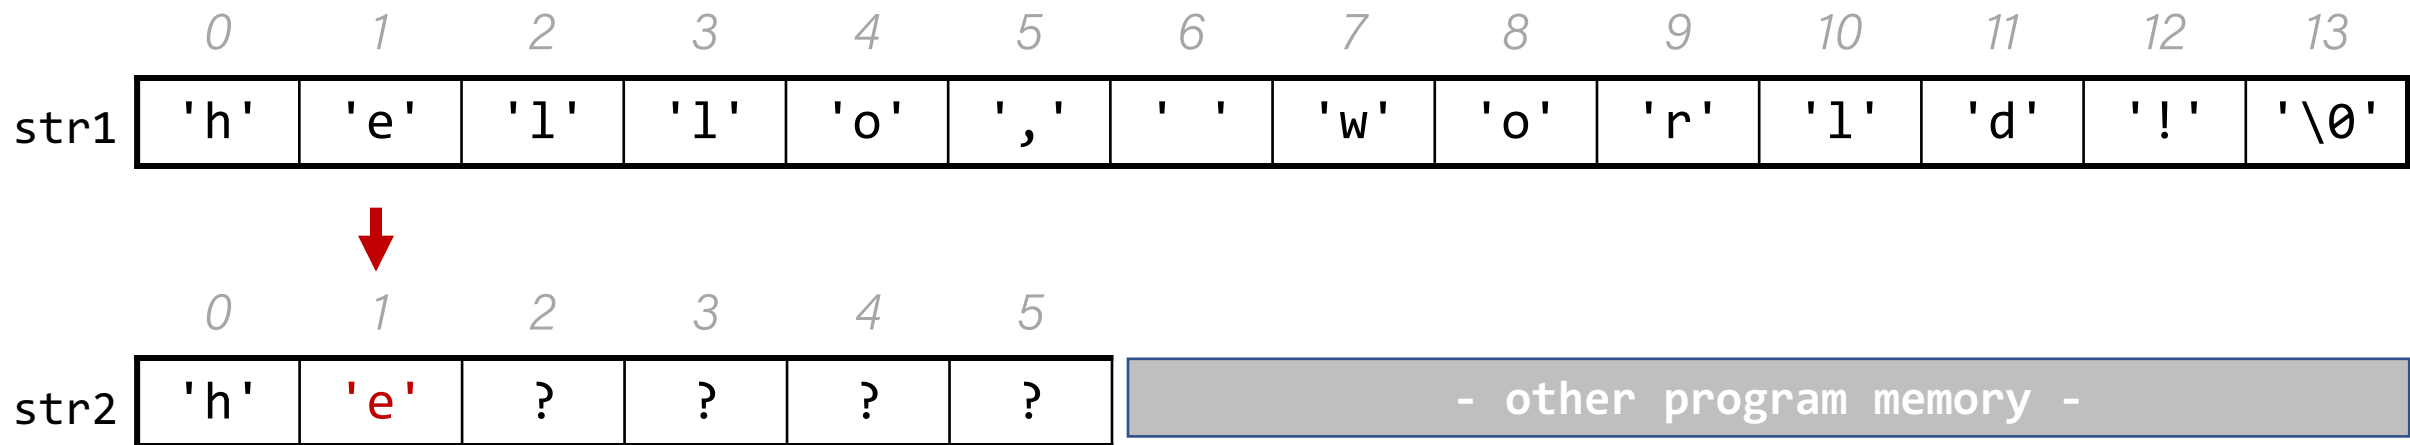 0 1 2 3 4 5 6 7 8 9 10 11 12 13
str1 'h' 'e' 'l' 'l' 'o' ',' ' ' 'w' 'o' 'r' 'l' 'd' '!' '\0'
0 1 2 3 4 5
str2 'h' 'e' ? ? ? ? - other program memory -